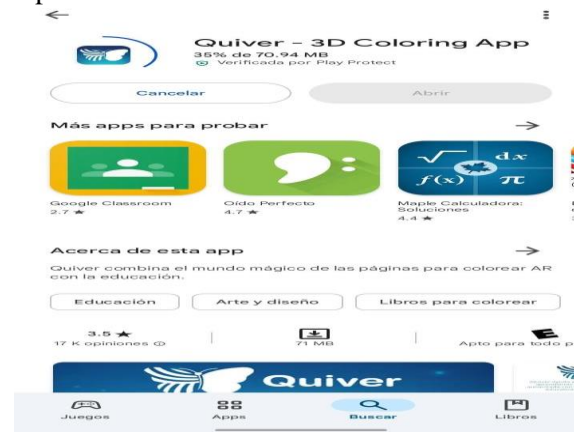 Quiver – 3D Coloring App
35% de 70.94 MB
Verificada por Play Protect
Cancelar
Abrir
Más apps para probar
√ dx
f(x) π
Google Classroom
2.7 ★
Oído Perfecto
4.7 ★
Maple Calculadora: Soluciones
4.4 ★
Acerca de esta app
Quiver combina el mundo mágico de las páginas para colorear AR
con la educación.
Educación
Arte y diseño
Libros para colorear
3.5 ★
17 K opiniones
71 MB
E
Apto para todo p
Quiver
Juegos
Apps
Buscar
Libros